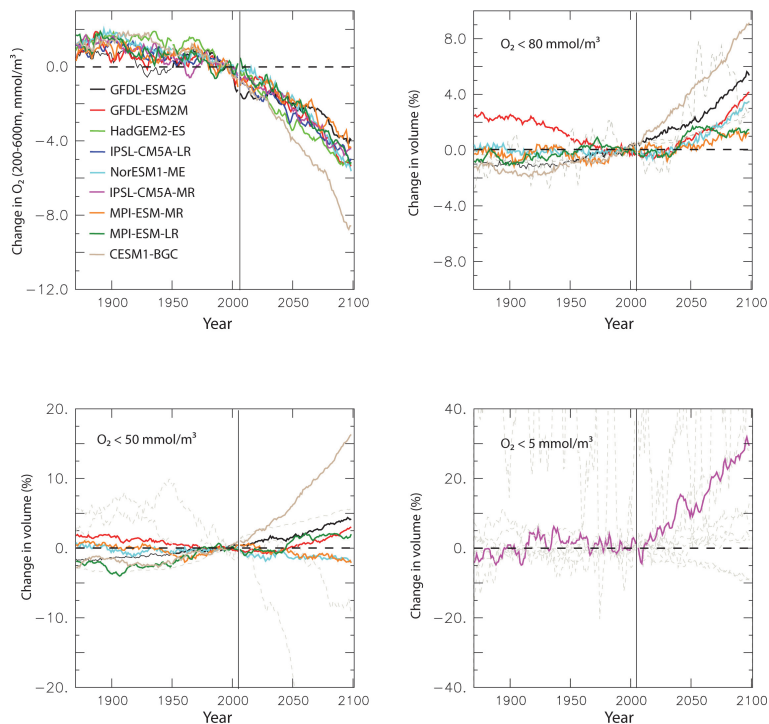 0.0
−4.0
−8.0
−12.0
Change in O₂ (200-600m, mmol/m³)
GFDL-ESM2G
GFDL-ESM2M
HadGEM2-ES
IPSL-CM5A-LR
NorESM1-ME
IPSL-CM5A-MR
MPI-ESM-MR
MPI-ESM-LR
CESM1-BGC
1900 1950 2000 2050 2100
Year
8.0
4.0
0.0
−4.0
−8.0
Change in volume (%)
O₂ < 80 mmol/m³
1900 1950 2000 2050 2100
Year
20.
10.
0.
−10.
−20.
Change in volume (%)
O₂ < 50 mmol/m³
1900 1950 2000 2050 2100
Year
40.
20.
0.
−20.
−40.
Change in volume (%)
O₂ < 5 mmol/m³
1900 1950 2000 2050 2100
Year